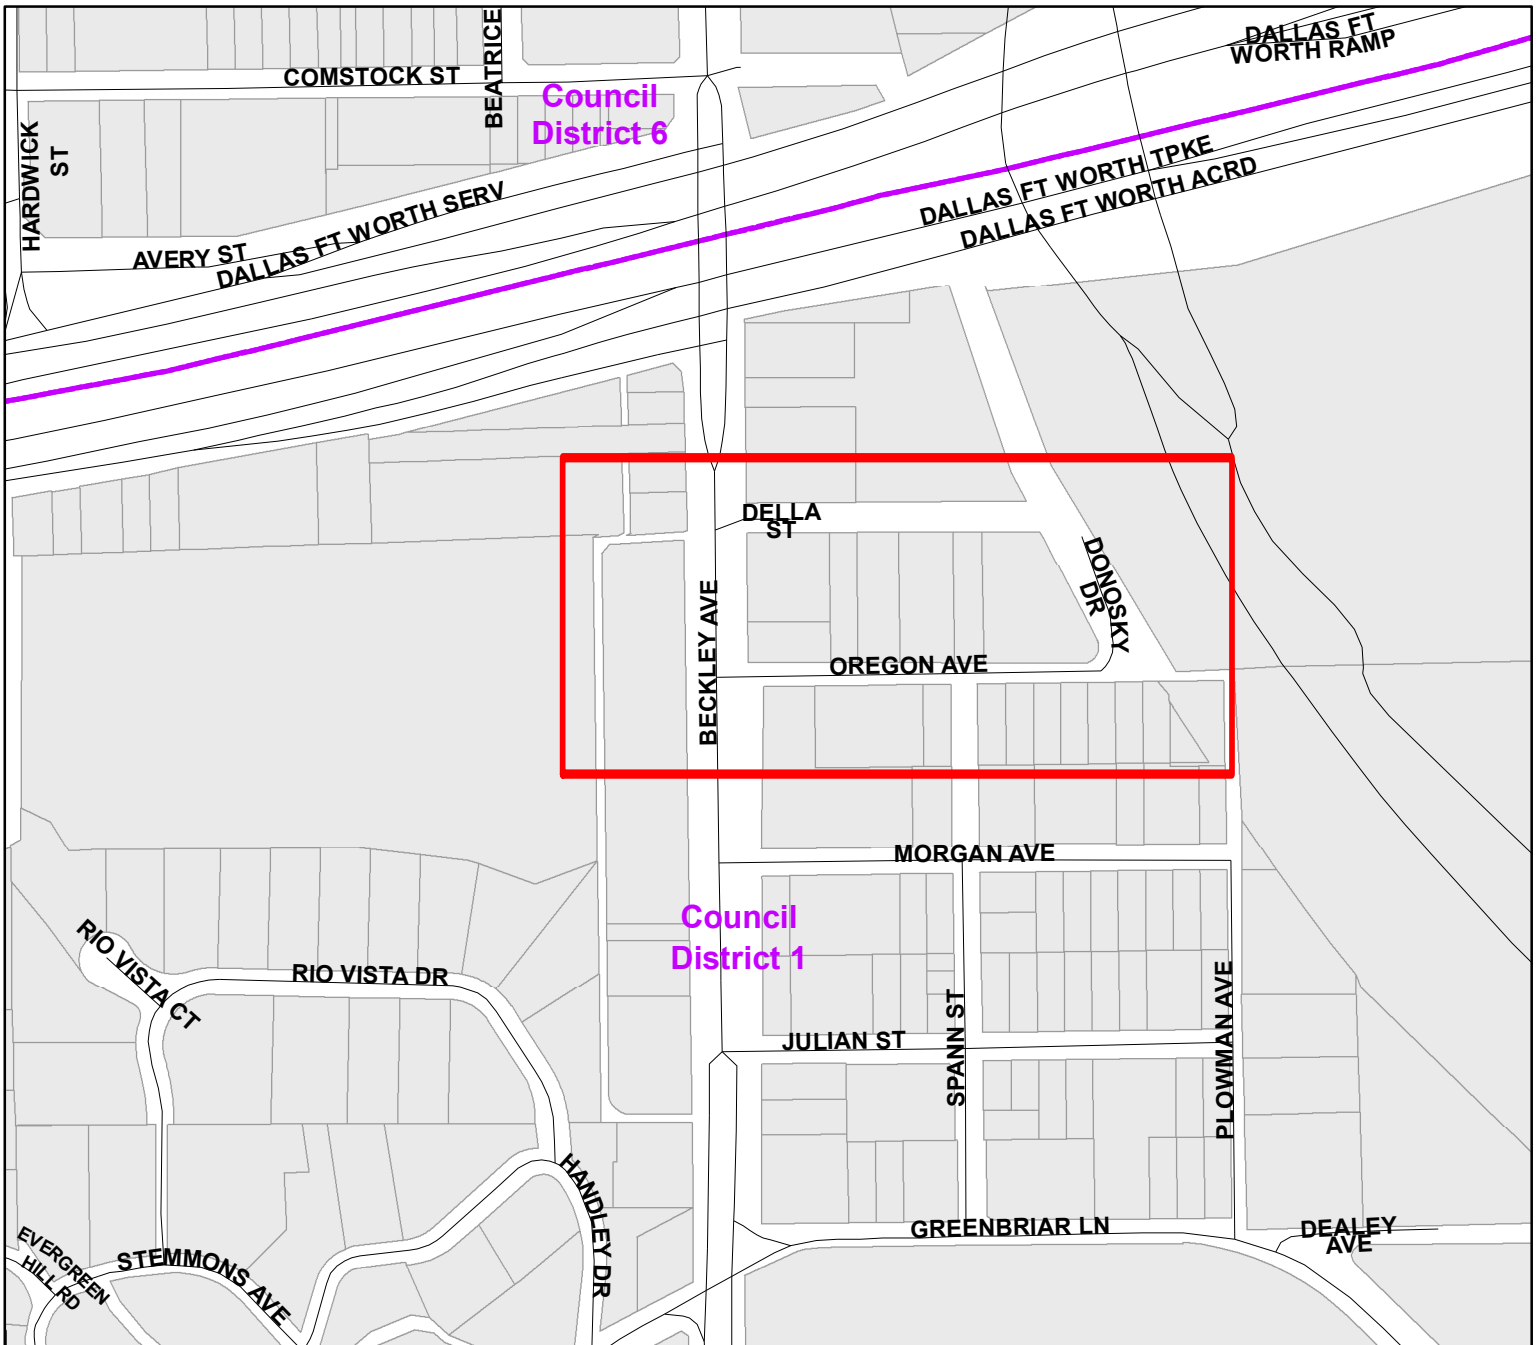 DALLAS FT
WORTH RAMP
BEATRICE
COMSTOCK ST
Council
District 6
HARDWICK
ST
DALLAS FT WORTH TPKE
DALLAS FT WORTH ACRD
DALLAS FT WORTH SERV
AVERY ST
DELLA
ST
DONOSKY
DR
BECKLEY AVE
OREGON AVE
MORGAN AVE
Council
District 1
RIO VISTA CT
RIO VISTA DR
JULIAN ST
SPANN ST
PLOWMAN AVE
HANDLEY DR
GREENBRIAR LN
DEALEY
AVE
EVERGREEN
HILL RD
STEMMONS AVE